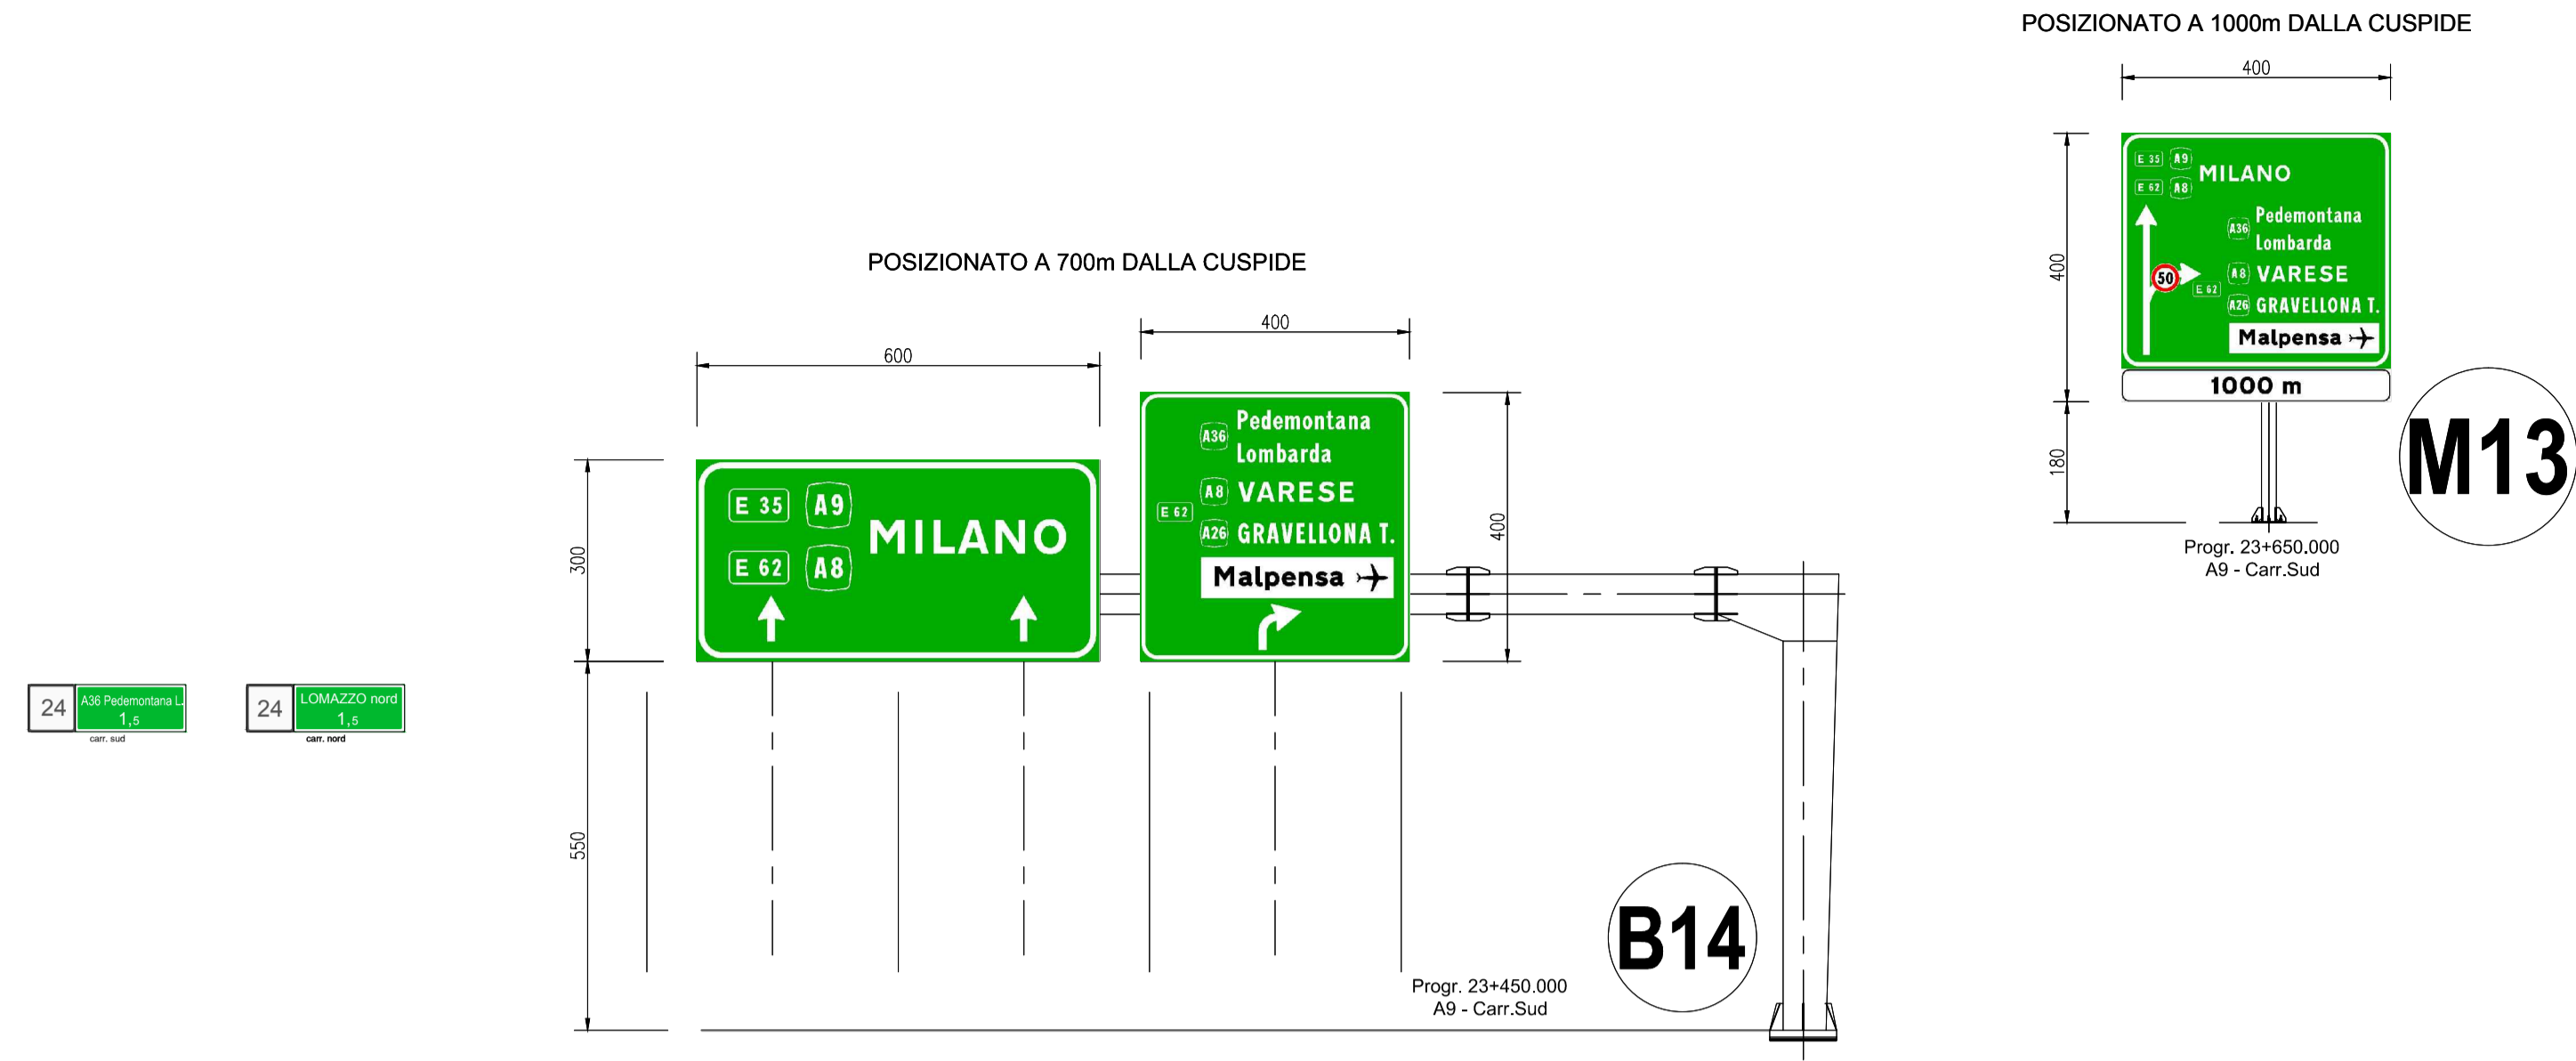 POSIZIONATO A 1000m DALLA CUSPIDE
400
400
180
E 35 A9
E 62 A8
MILANO
A36
Pedemontana
Lombarda
50
A8 VARESE
E 62
A26 GRAVELLONA T.
Malpensa
1000 m
M13
Progr. 23+650.000
A9 - Carr.Sud
POSIZIONATO A 700m DALLA CUSPIDE
600
400
300
550
400
E 35 A9
E 62 A8
MILANO
A36
Pedemontana
Lombarda
A8 VARESE
E 62
A26 GRAVELLONA T.
Malpensa
B14
Progr. 23+450.000
A9 - Carr.Sud
24
A36 Pedemontana L.
1,5
carr. sud
24
LOMAZZO nord
1,5
carr. nord